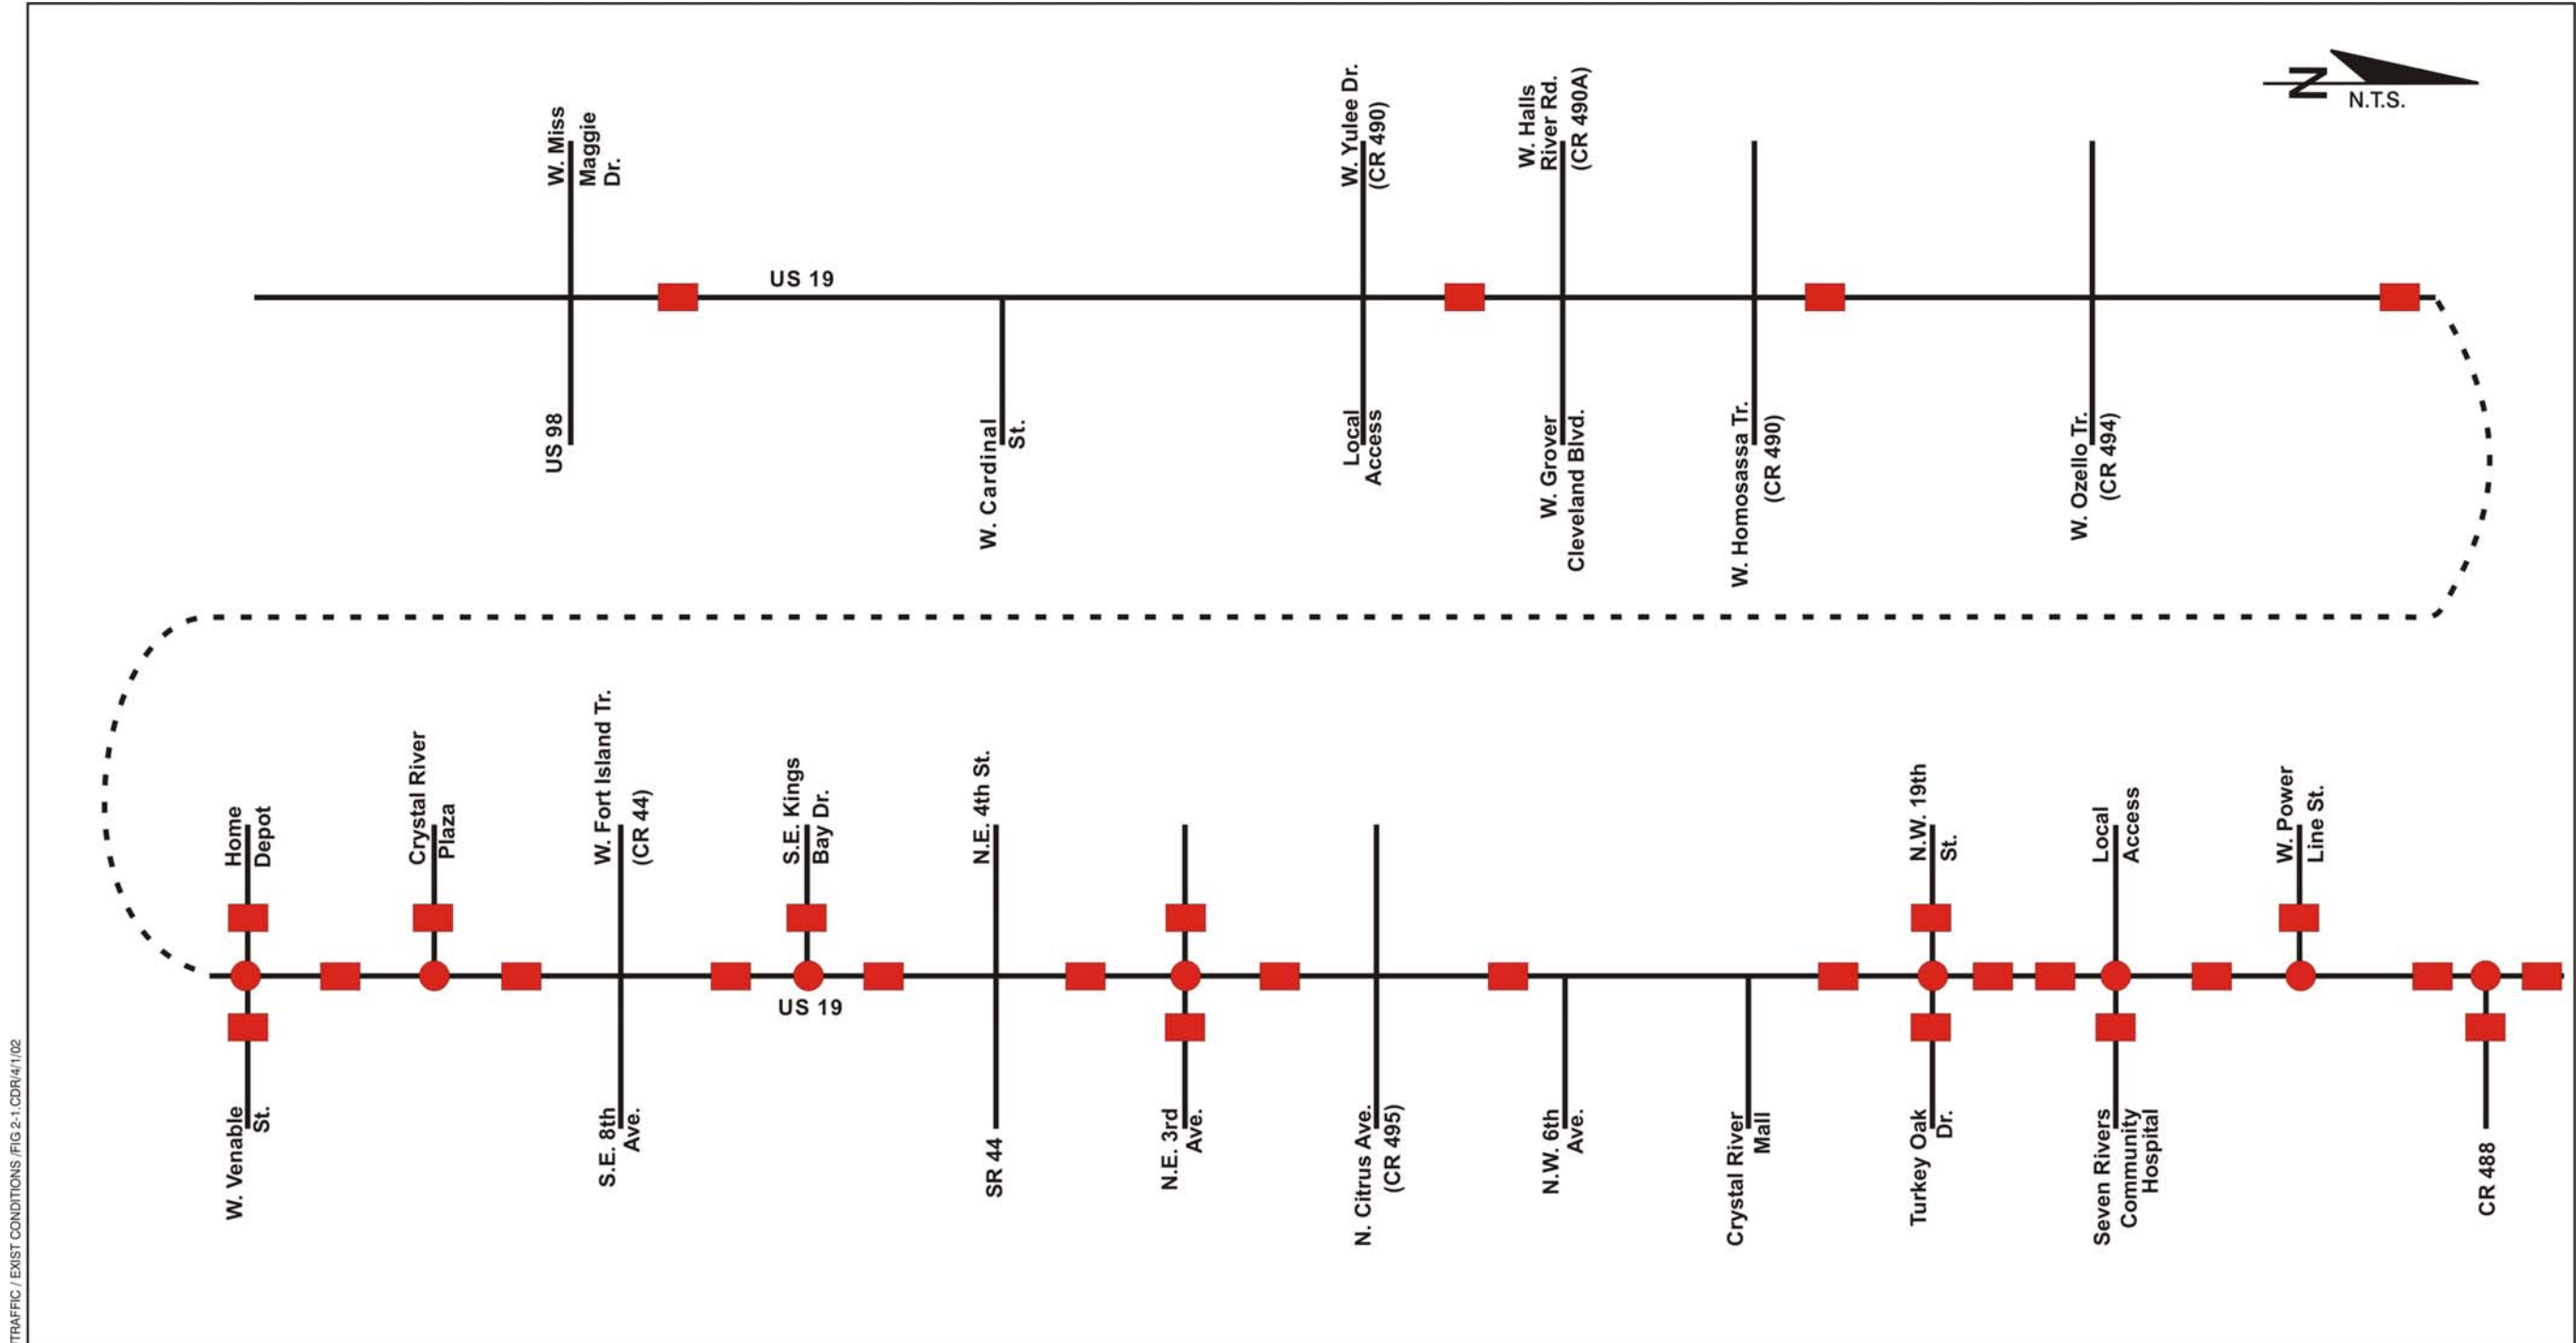 W. Miss
Maggie
Dr.
W. Yulee Dr.
(CR 490)
W. Halls
River Rd.
(CR 490A)
N
N.T.S.
US 19
US 98
W. Cardinal
St.
Local
Access
W. Grover
Cleveland Blvd.
W. Homosassa Tr.
(CR 490)
W. Ozello Tr.
(CR 494)
Home
Depot
Crystal River
Plaza
W. Fort Island Tr.
(CR 44)
S.E. Kings
Bay Dr.
N.E. 4th St.
N.W. 19th
St.
Local
Access
W. Power
Line St.
US 19
W. Venable
St.
S.E. 8th
Ave.
SR 44
N.E. 3rd
Ave.
N. Citrus Ave.
(CR 495)
N.W. 6th
Ave.
Crystal River
Mall
Turkey Oak
Dr.
Seven Rivers
Community
Hospital
CR 488
/TRAFFIC / EXIST CONDITIONS /FIG 2-1.CDR/4/1/02